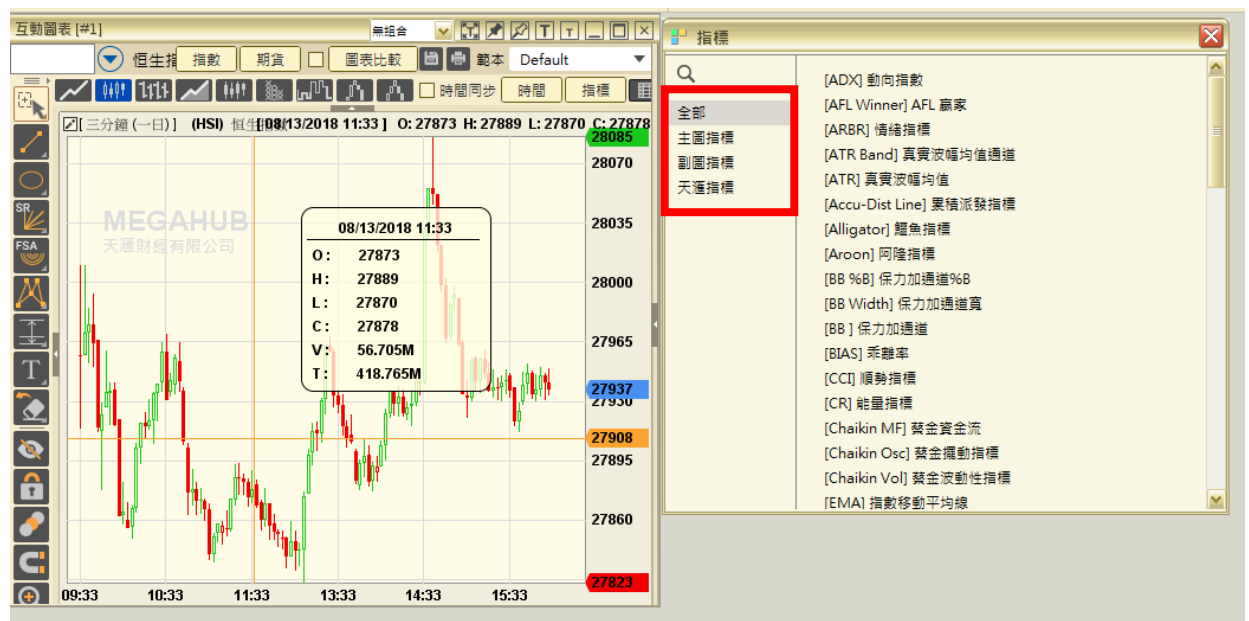 互動圖表 [#1]
無組合
T
T
恒生指
指數
期貨
圖表比較
範本
Default
時間同步
時間
指標
[ 三分鐘 (一日) ] (HSI) 恒生
[ 08/13/2018 11:33 ] O: 27873 H: 27889 L: 27870 C: 27878
SR
FSA
T
MEGAHUB
天滙財經有限公司
08/13/2018 11:33
O: 27873
H: 27889
L: 27870
C: 27878
V: 56.705M
T: 418.765M
28085
28070
28035
28000
27965
27937
27930
27908
27895
27860
27823
09:33 10:33 11:33 13:33 14:33 15:33
指標
全部
主圖指標
副圖指標
天滙指標
[ADX] 動向指數
[AFL Winner] AFL 贏家
[ARBR] 情緒指標
[ATR Band] 真實波幅均值通道
[ATR] 真實波幅均值
[Accu-Dist Line] 累積派發指標
[Alligator] 鱷魚指標
[Aroon] 阿隆指標
[BB %B] 保力加通道%B
[BB Width] 保力加通道寬
[BB ] 保力加通道
[BIAS] 乖離率
[CCI] 順勢指標
[CR] 能量指標
[Chaikin MF] 蔡金資金流
[Chaikin Osc] 蔡金擺動指標
[Chaikin Vol] 蔡金波動性指標
[EMA] 指數移動平均線